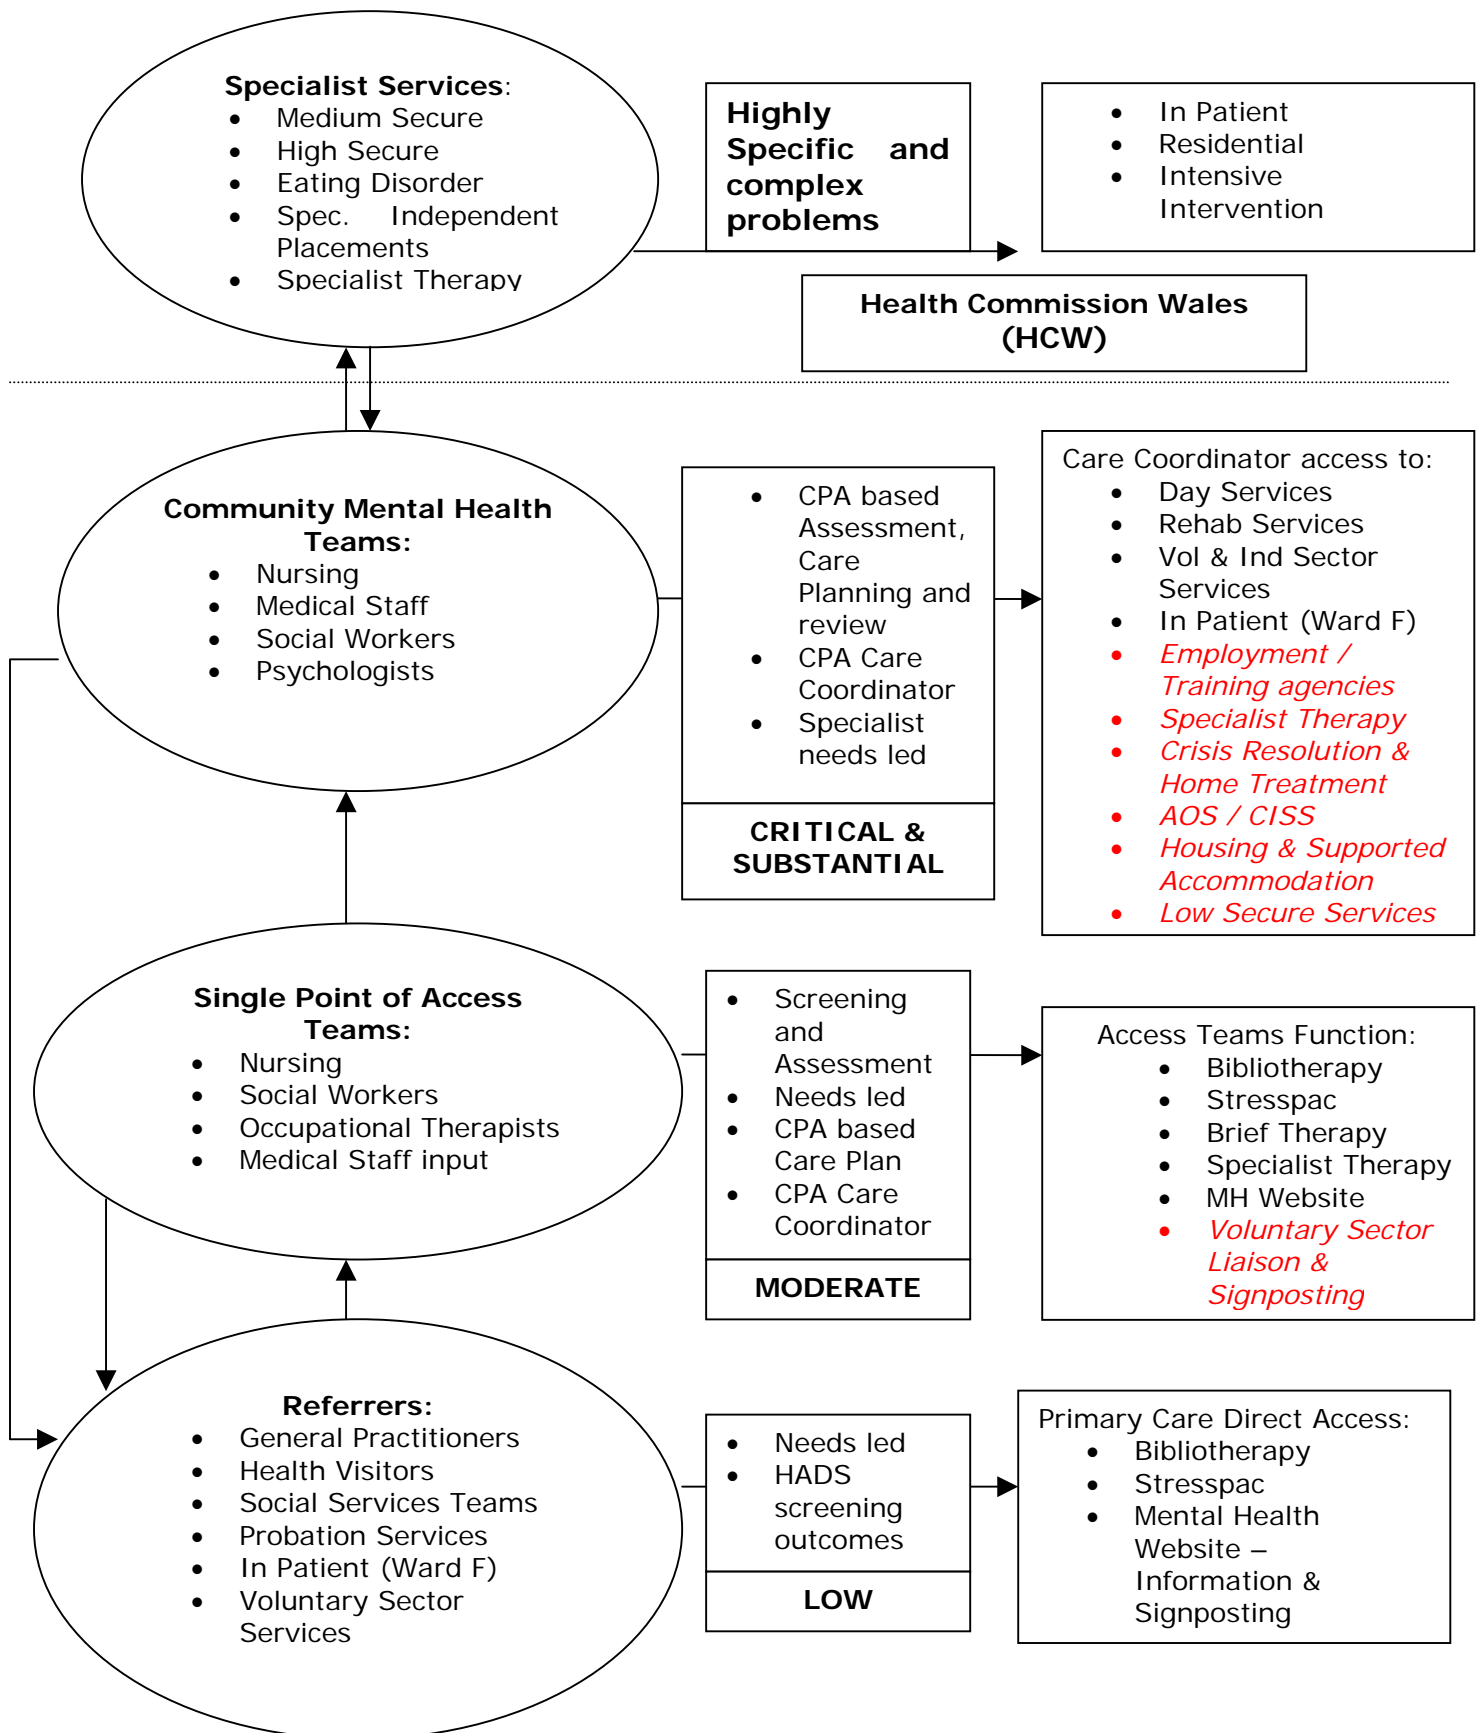 Specialist Services:
• Medium Secure
• High Secure
• Eating Disorder
• Spec. Independent
Placements
• Specialist Therapy
Highly
Specific and
complex
problems
• In Patient
• Residential
• Intensive
Intervention
Health Commission Wales
(HCW)
Community Mental Health
Teams:
• Nursing
• Medical Staff
• Social Workers
• Psychologists
• CPA based
Assessment,
Care
Planning and
review
• CPA Care
Coordinator
• Specialist
needs led
CRITICAL &
SUBSTANTIAL
Care Coordinator access to:
• Day Services
• Rehab Services
• Vol & Ind Sector
Services
• In Patient (Ward F)
• Employment /
Training agencies
• Specialist Therapy
• Crisis Resolution &
Home Treatment
• AOS / CISS
• Housing & Supported
Accommodation
• Low Secure Services
Single Point of Access
Teams:
• Nursing
• Social Workers
• Occupational Therapists
• Medical Staff input
• Screening
and
Assessment
• Needs led
• CPA based
Care Plan
• CPA Care
Coordinator
MODERATE
Access Teams Function:
• Bibliotherapy
• Stresspac
• Brief Therapy
• Specialist Therapy
• MH Website
• Voluntary Sector
Liaison &
Signposting
Referrers:
• General Practitioners
• Health Visitors
• Social Services Teams
• Probation Services
• In Patient (Ward F)
• Voluntary Sector
Services
• Needs led
• HADS
screening
outcomes
LOW
Primary Care Direct Access:
• Bibliotherapy
• Stresspac
• Mental Health
Website –
Information &
Signposting